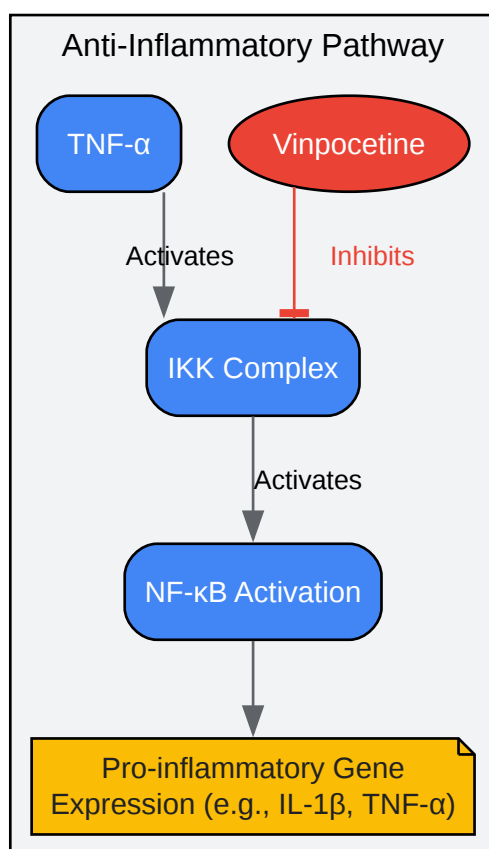 Anti-Inflammatory Pathway
TNF-α
Vinpocetine
Activates
Inhibits
IKK Complex
Activates
NF-κB Activation
Pro-inflammatory Gene
Expression (e.g., IL-1β, TNF-α)